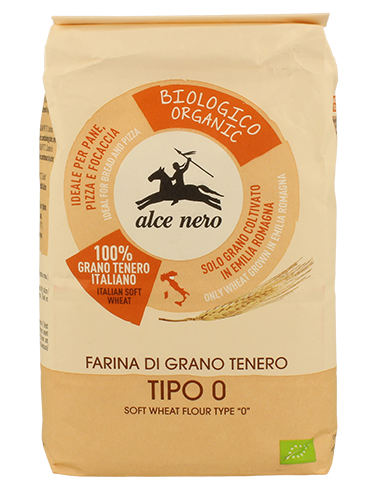 BIOLOGICO
ORGANIC
IDEALE PER PANE,
PIZZA E FOCACCIA
IDEAL FOR BREAD AND PIZZA
alce nero
SOLO GRANO COLTIVATO
IN EMILIA ROMAGNA
ONLY WHEAT GROWN IN EMILIA ROMAGNA
100%
GRANO TENERO
ITALIANO
ITALIAN SOFT
WHEAT
FARINA DI GRANO TENERO
TIPO 0
SOFT WHEAT FLOUR TYPE "0"